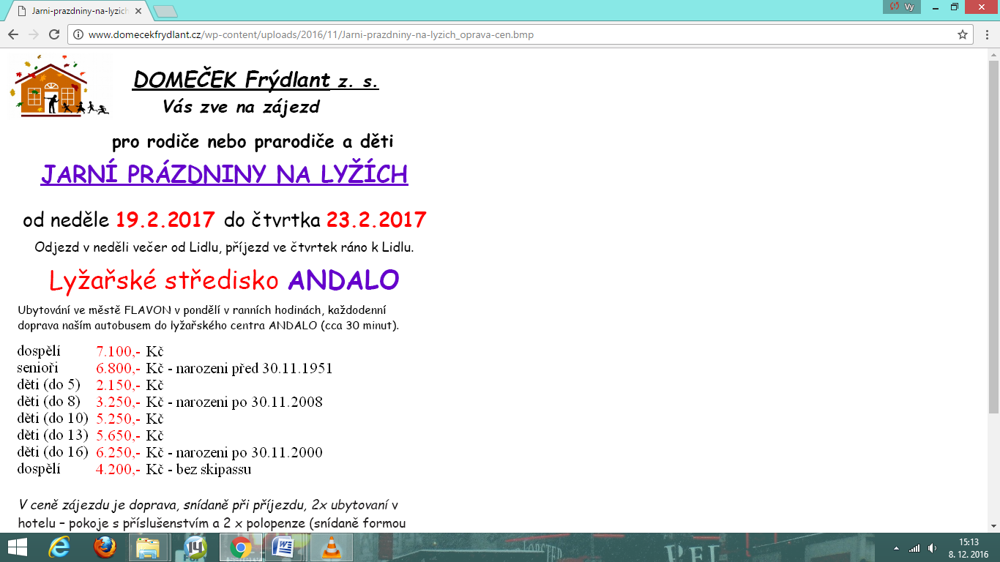 Jarni-prazdniny-na-lyzich
Vy
www.domecekfrydlant.cz/wp-content/uploads/2016/11/Jarni-prazdniny-na-lyzich_oprava-cen.bmp
DOMEČEK Frýdlant z. s.
Vás zve na zájezd
pro rodiče nebo prarodiče a děti
JARNÍ PRÁZDNINY NA LYŽÍCH
od neděle 19.2.2017 do čtvrtka 23.2.2017
Odjezd v neděli večer od Lidlu, příjezd ve čtvrtek ráno k Lidlu.
Lyžařské středisko ANDALO
Ubytování ve městě FLAVON v pondělí v ranních hodinách, každodenní
doprava naším autobusem do lyžařského centra ANDALO (cca 30 minut).
dospělí 7.100,- Kč
senioři 6.800,- Kč - narozeni před 30.11.1951
děti (do 5) 2.150,- Kč
děti (do 8) 3.250,- Kč - narozeni po 30.11.2008
děti (do 10) 5.250,- Kč
děti (do 13) 5.650,- Kč
děti (do 16) 6.250,- Kč - narozeni po 30.11.2000
dospělí 4.200,- Kč - bez skipassu
V ceně zájezdu je doprava, snídaně při příjezdu, 2x ubytovaní v
hotelu – pokoje s příslušenstvím a 2 x polopenze (snídaně formou
14
15:13
8. 12. 2016